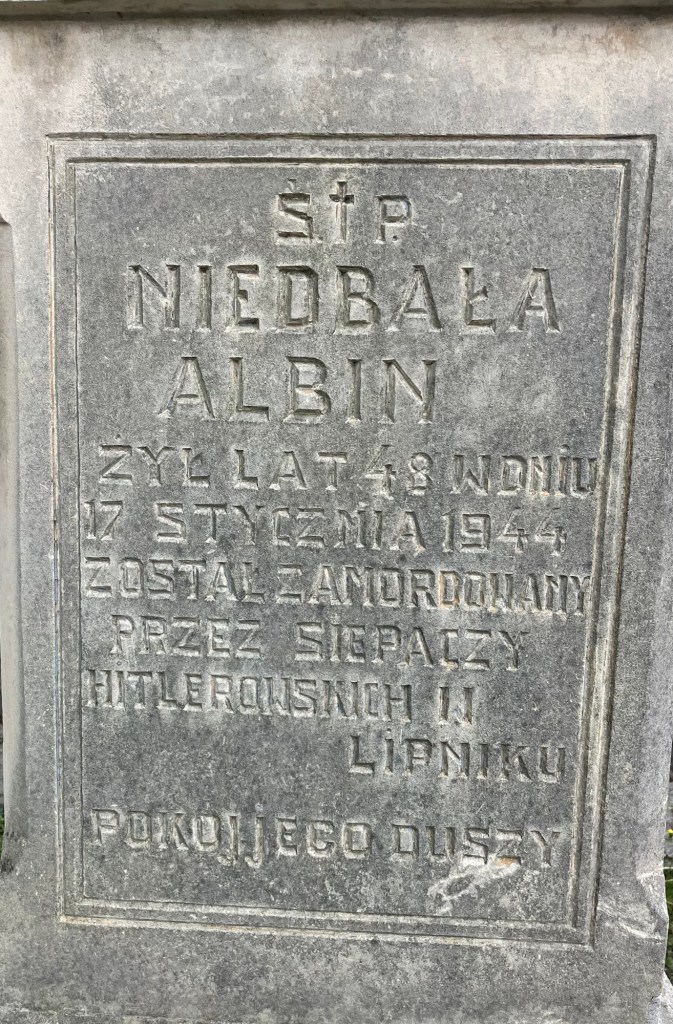 Ś.†P.
NIEDBAŁA
ALBIN
ŻYŁ LAT 48 W DNIU
17 STYCZNIA 1944
ZOSTAŁ ZAMORDOWANY
PRZEZ SIEPACZY
HITLEROWSKICH W
LIPNIKU
POKÓJ JEGO DUSZY